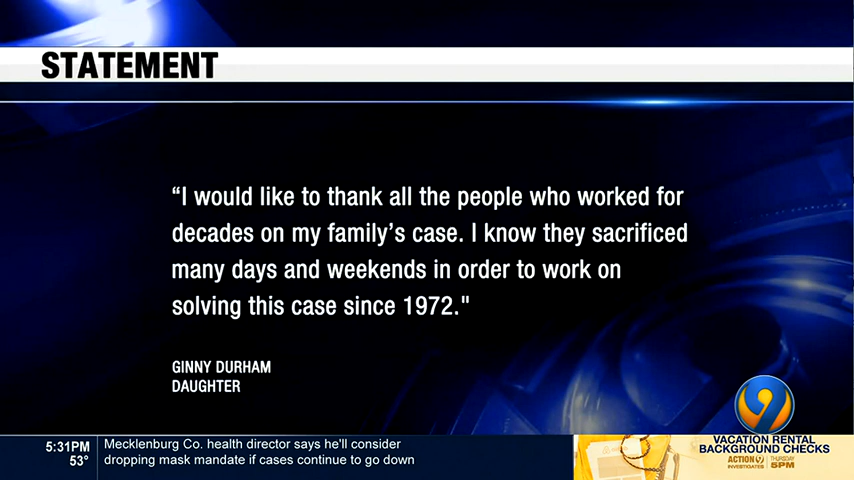 STATEMENT
“I would like to thank all the people who worked for
decades on my family’s case. I know they sacrificed
many days and weekends in order to work on
solving this case since 1972."
GINNY DURHAM
DAUGHTER
9
5:31PM
53°
Mecklenburg Co. health director says he'll consider
dropping mask mandate if cases continue to go down
VACATION RENTAL
BACKGROUND CHECKS
ACTION 9
INVESTIGATES
THURSDAY
5PM